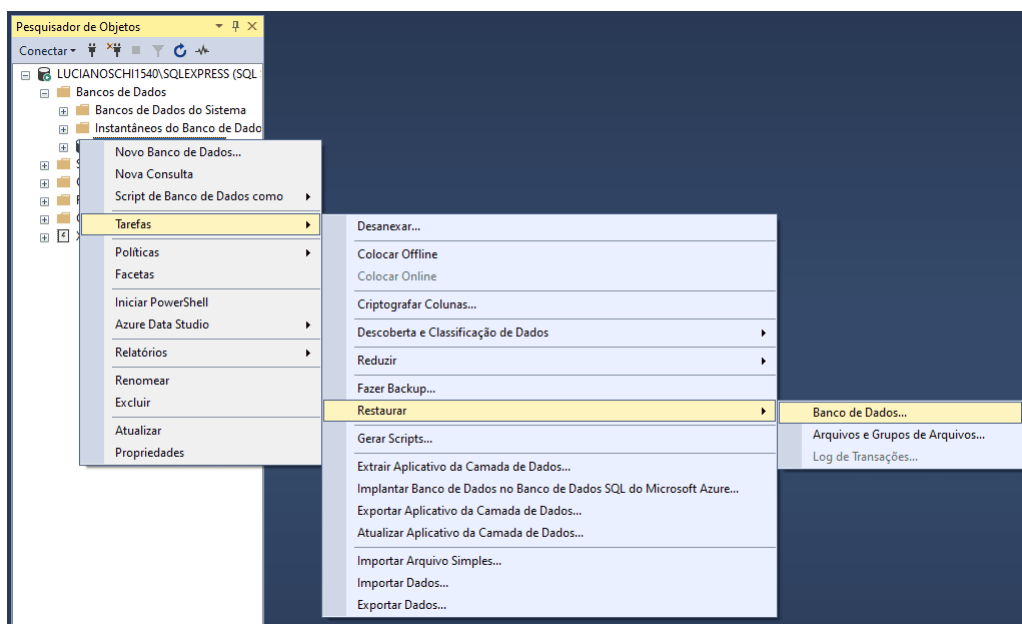 Pesquisador de Objetos
Conectar
LUCIANOSCHI1540\SQLEXPRESS (SQL
Bancos de Dados
Bancos de Dados do Sistema
Instantâneos do Banco de Dado
Novo Banco de Dados...
Nova Consulta
Script de Banco de Dados como
Tarefas
Políticas
Facetas
Iniciar PowerShell
Azure Data Studio
Relatórios
Renomear
Excluir
Atualizar
Propriedades
Desanexar...
Colocar Offline
Colocar Online
Criptografar Colunas...
Descoberta e Classificação de Dados
Reduzir
Fazer Backup...
Restaurar
Gerar Scripts...
Extrair Aplicativo da Camada de Dados...
Implantar Banco de Dados no Banco de Dados SQL do Microsoft Azure...
Exportar Aplicativo da Camada de Dados...
Atualizar Aplicativo da Camada de Dados...
Importar Arquivo Simples...
Importar Dados...
Exportar Dados...
Banco de Dados...
Arquivos e Grupos de Arquivos...
Log de Transações...